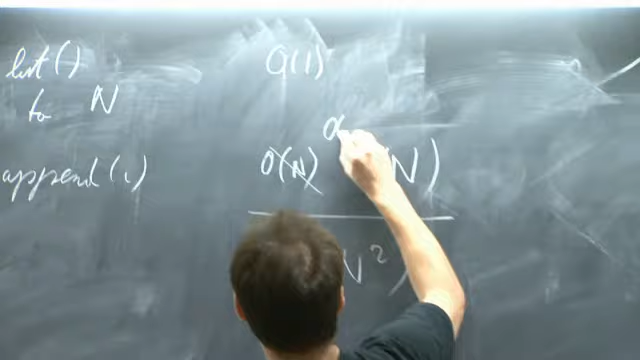 list() O(1)
to N
O
append(i) O(N) N)
N²